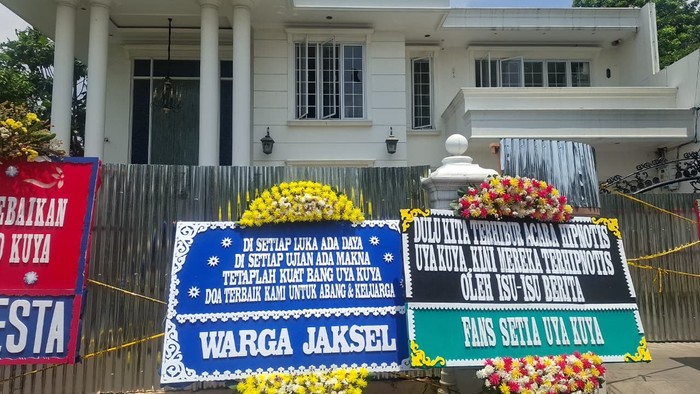 EBAIKAN
O KUYA
ESTA
DI SETIAP LUKA ADA DAYA
DI SETIAP UJIAN ADA MAKNA
TETAPLAH KUAT BANG UYA KUYA
DOA TERBAIK KAMI UNTUK ABANG & KELUARGA
WARGA JAKSEL
DULU KITA TERHIBUR ACARA HIPNOTIS
UYA KUYA, KINI MEREKA TERHIPNOTIS
OLEH ISU-ISU BERITA
FANS SETIA UYA KUYA